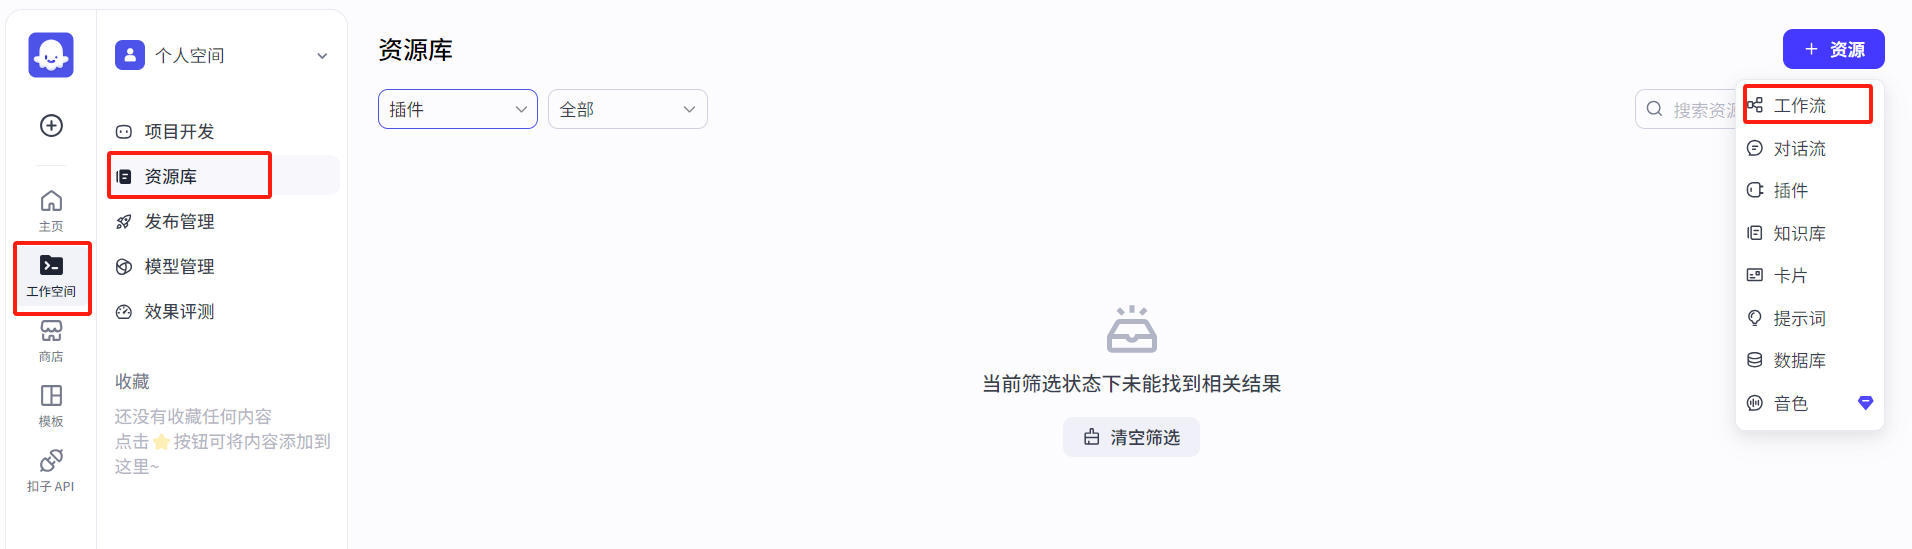 主页
工作空间
商店
模板
扣子 API
个人空间
项目开发
资源库
发布管理
模型管理
效果评测
收藏
还没有收藏任何内容
点击⭐按钮可将内容添加到
这里~
资源库
插件
全部
搜索资源
当前筛选状态下未能找到相关结果
清空筛选
+ 资源
工作流
对话流
插件
知识库
卡片
提示词
数据库
音色